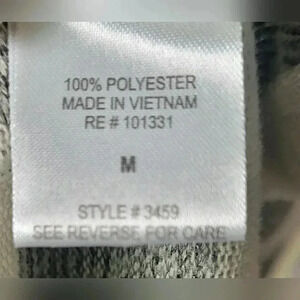 100% POLYESTER
MADE IN VIETNAM
RE # 101331
M
STYLE # 3459
SEE REVERSE FOR CARE